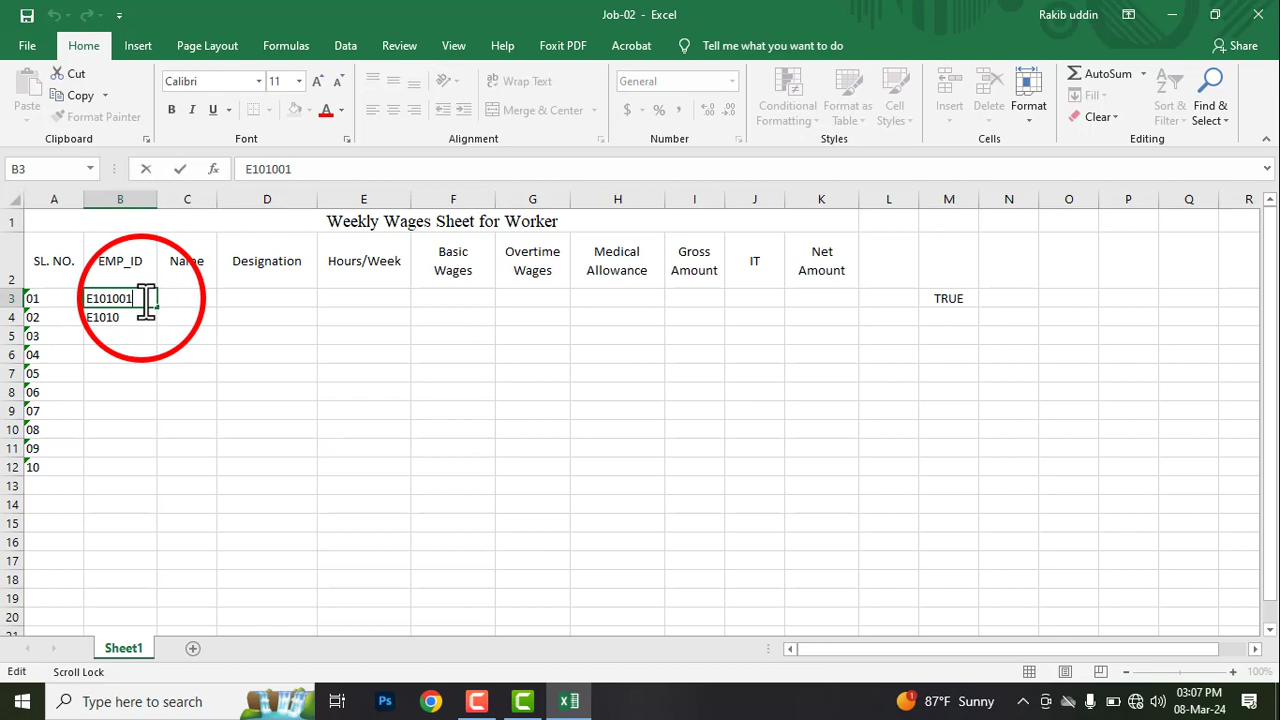 Job-02 - Excel
Rakib uddin
File Home Insert Page Layout Formulas Data Review View Help Foxit PDF Acrobat Tell me what you want to do Share
Paste
Cut
Copy
Format Painter
Clipboard
Calibri 11
B I U
Font
Wrap Text
Merge & Center
Alignment
General
$ % ,
Number
Conditional Formatting
Format as Table
Cell Styles
Styles
Insert Delete Format
Cells
AutoSum
Fill
Clear
Sort & Filter
Find & Select
Editing
B3 fx E101001
A B C D E F G H I J K L M N O P Q R
1 Weekly Wages Sheet for Worker
2 SL. NO. EMP_ID Name Designation Hours/Week Basic Wages Overtime Wages Medical Allowance Gross Amount IT Net Amount
3 01 E101001 TRUE
4 02 E1010
5 03
6 04
7 05
8 06
9 07
10 08
11 09
12 10
13
14
15
16
17
18
19
20
21
Sheet1
Edit Scroll Lock 100%
Type here to search
Ps
1 87°F Sunny
03:07 PM
08-Mar-24